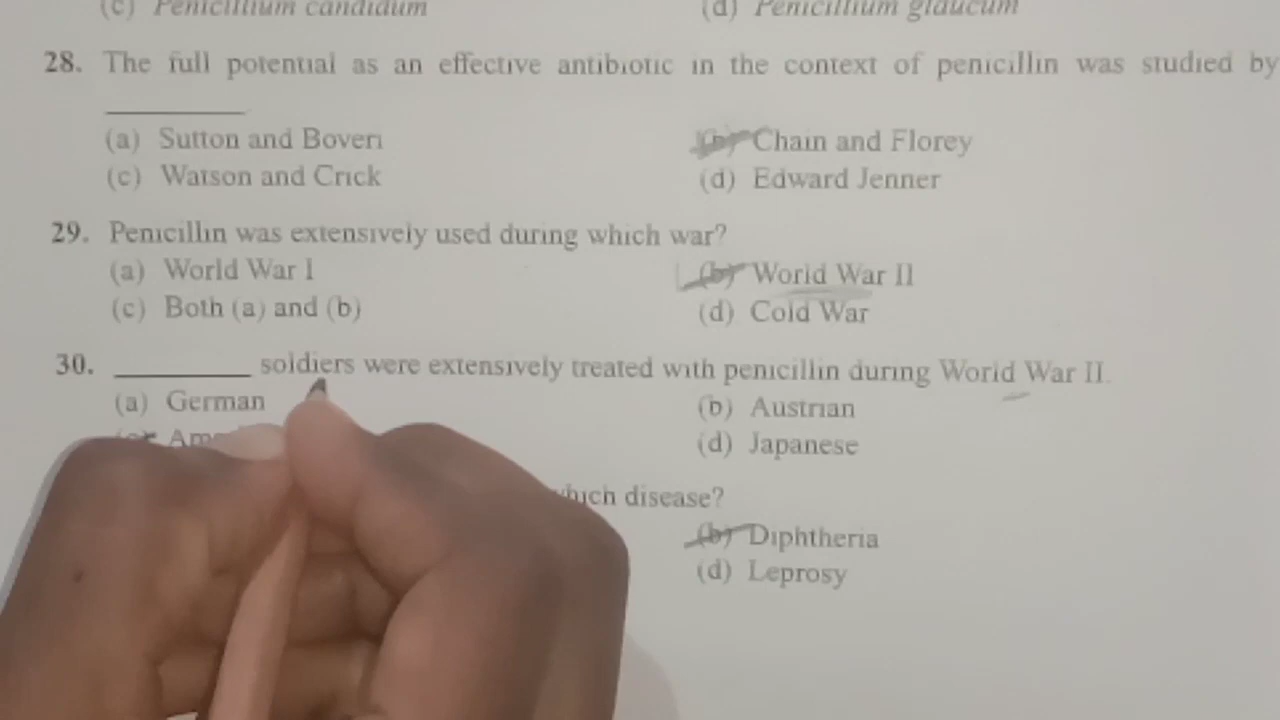 (c) Penicillium candidum (d) Penicillium glaucum
28. The full potential as an effective antibiotic in the context of penicillin was studied by
(a) Sutton and Boveri (b) Chain and Florey
(c) Watson and Crick (d) Edward Jenner
29. Penicillin was extensively used during which war?
(a) World War I (b) World War II
(c) Both (a) and (b) (d) Cold War
30. ________ soldiers were extensively treated with penicillin during World War II.
(a) German (b) Austrian
(d) Japanese
which disease?
(b) Diphtheria
(d) Leprosy